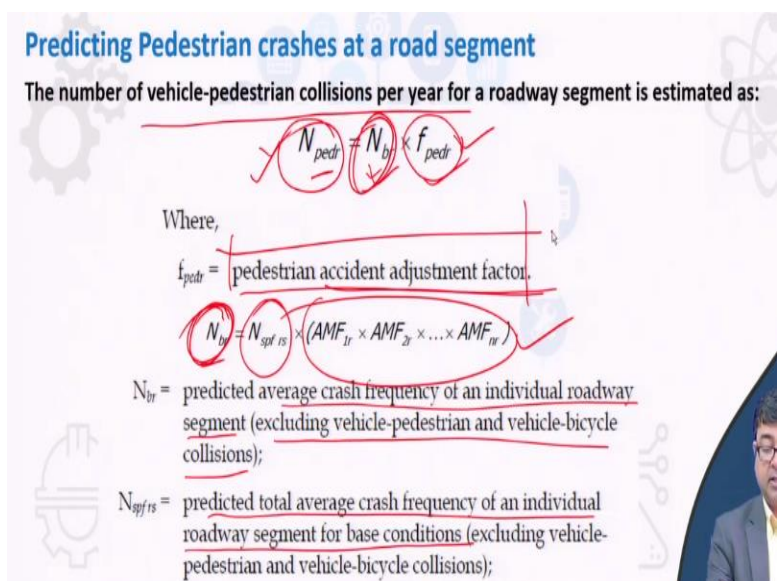 Predicting Pedestrian crashes at a road segment
The number of vehicle-pedestrian collisions per year for a roadway segment is estimated as:
N_pedr = N_br × f_pedr
Where,
f_pedr = pedestrian accident adjustment factor.
N_br = N_spf rs × (AMF_1r × AMF_2r × ... × AMF_nr)
N_br = predicted average crash frequency of an individual roadway
segment (excluding vehicle-pedestrian and vehicle-bicycle
collisions);
N_spf rs = predicted total average crash frequency of an individual
roadway segment for base conditions (excluding vehicle-
pedestrian and vehicle-bicycle collisions);